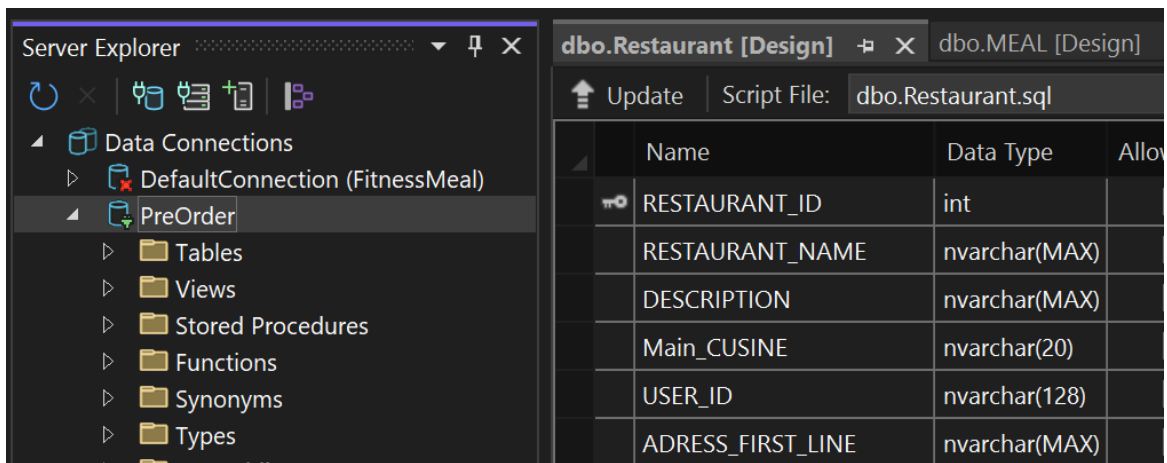 Server Explorer
Data Connections
DefaultConnection (FitnessMeal)
PreOrder
Tables
Views
Stored Procedures
Functions
Synonyms
Types
dbo.Restaurant [Design] dbo.MEAL [Design]
Update Script File: dbo.Restaurant.sql
Name Data Type Allow
RESTAURANT_ID int
RESTAURANT_NAME nvarchar(MAX)
DESCRIPTION nvarchar(MAX)
Main_CUSINE nvarchar(20)
USER_ID nvarchar(128)
ADRESS_FIRST_LINE nvarchar(MAX)